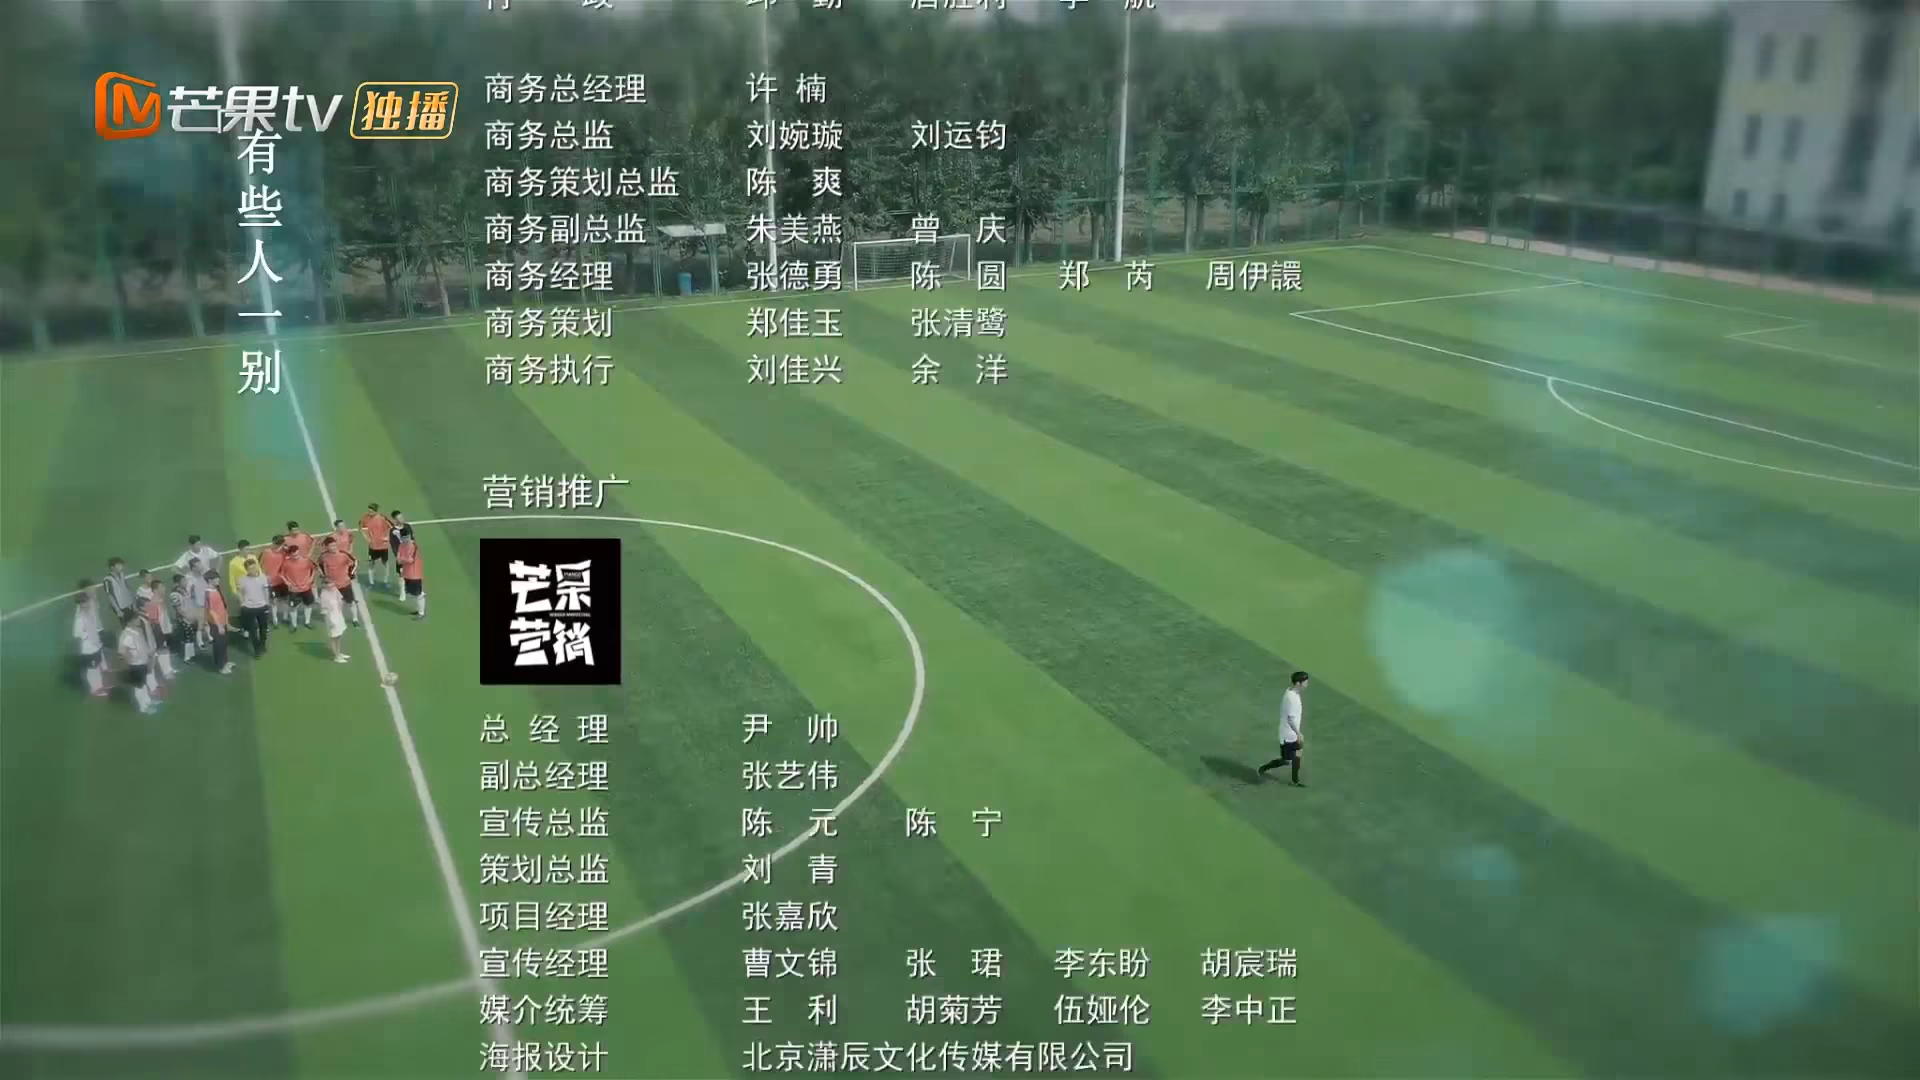 芒果tv 独播
有些人一别
商务总经理 许楠
商务总监 刘婉璇 刘运钧
商务策划总监 陈爽
商务副总监 朱美燕 曾庆
商务经理 张德勇 陈圆 郑芮 周伊譞
商务策划 郑佳玉 张清鹭
商务执行 刘佳兴 余洋
营销推广
芒果
营销
总经理 尹帅
副总经理 张艺伟
宣传总监 陈元 陈宁
策划总监 刘青
项目经理 张嘉欣
宣传经理 曹文锦 张珺 李东盼 胡宸瑞
媒介统筹 王利 胡菊芳 伍娅伦 李中正
海报设计 北京潇辰文化传媒有限公司